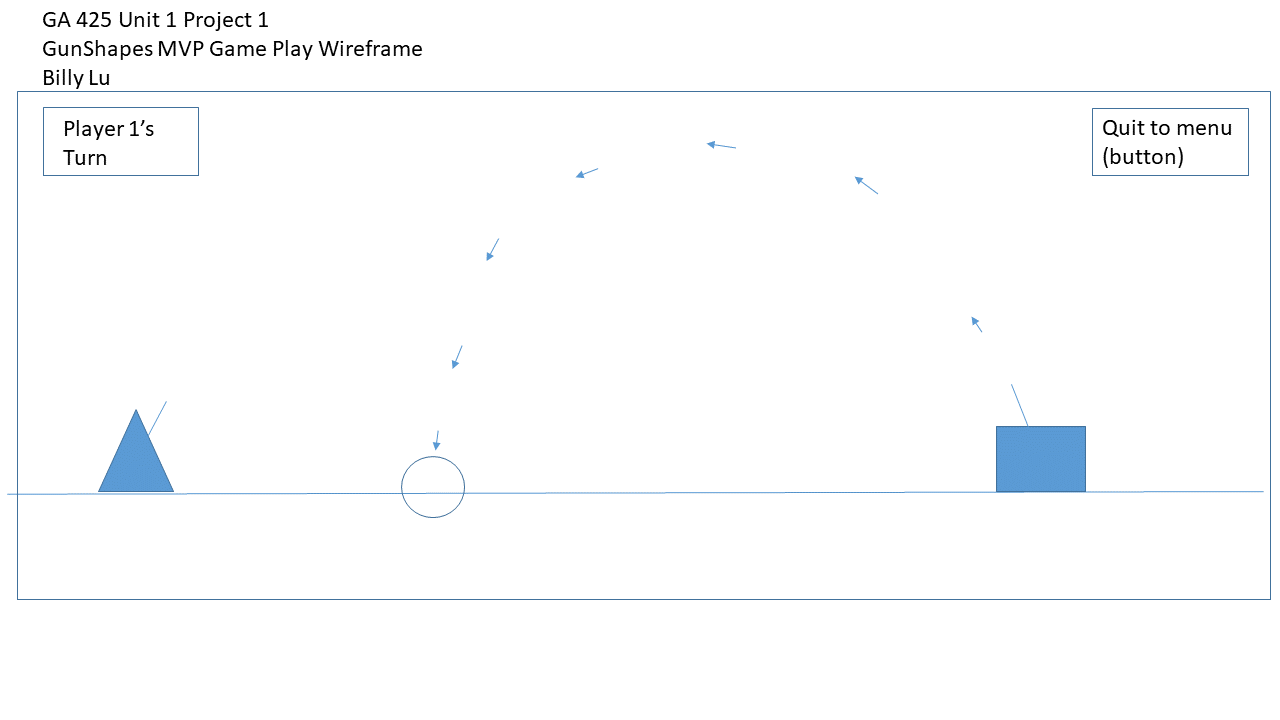 GA 425 Unit 1 Project 1
GunShapes MVP Game Play Wireframe
Billy Lu
Player 1’s
Turn
Quit to menu
(button)